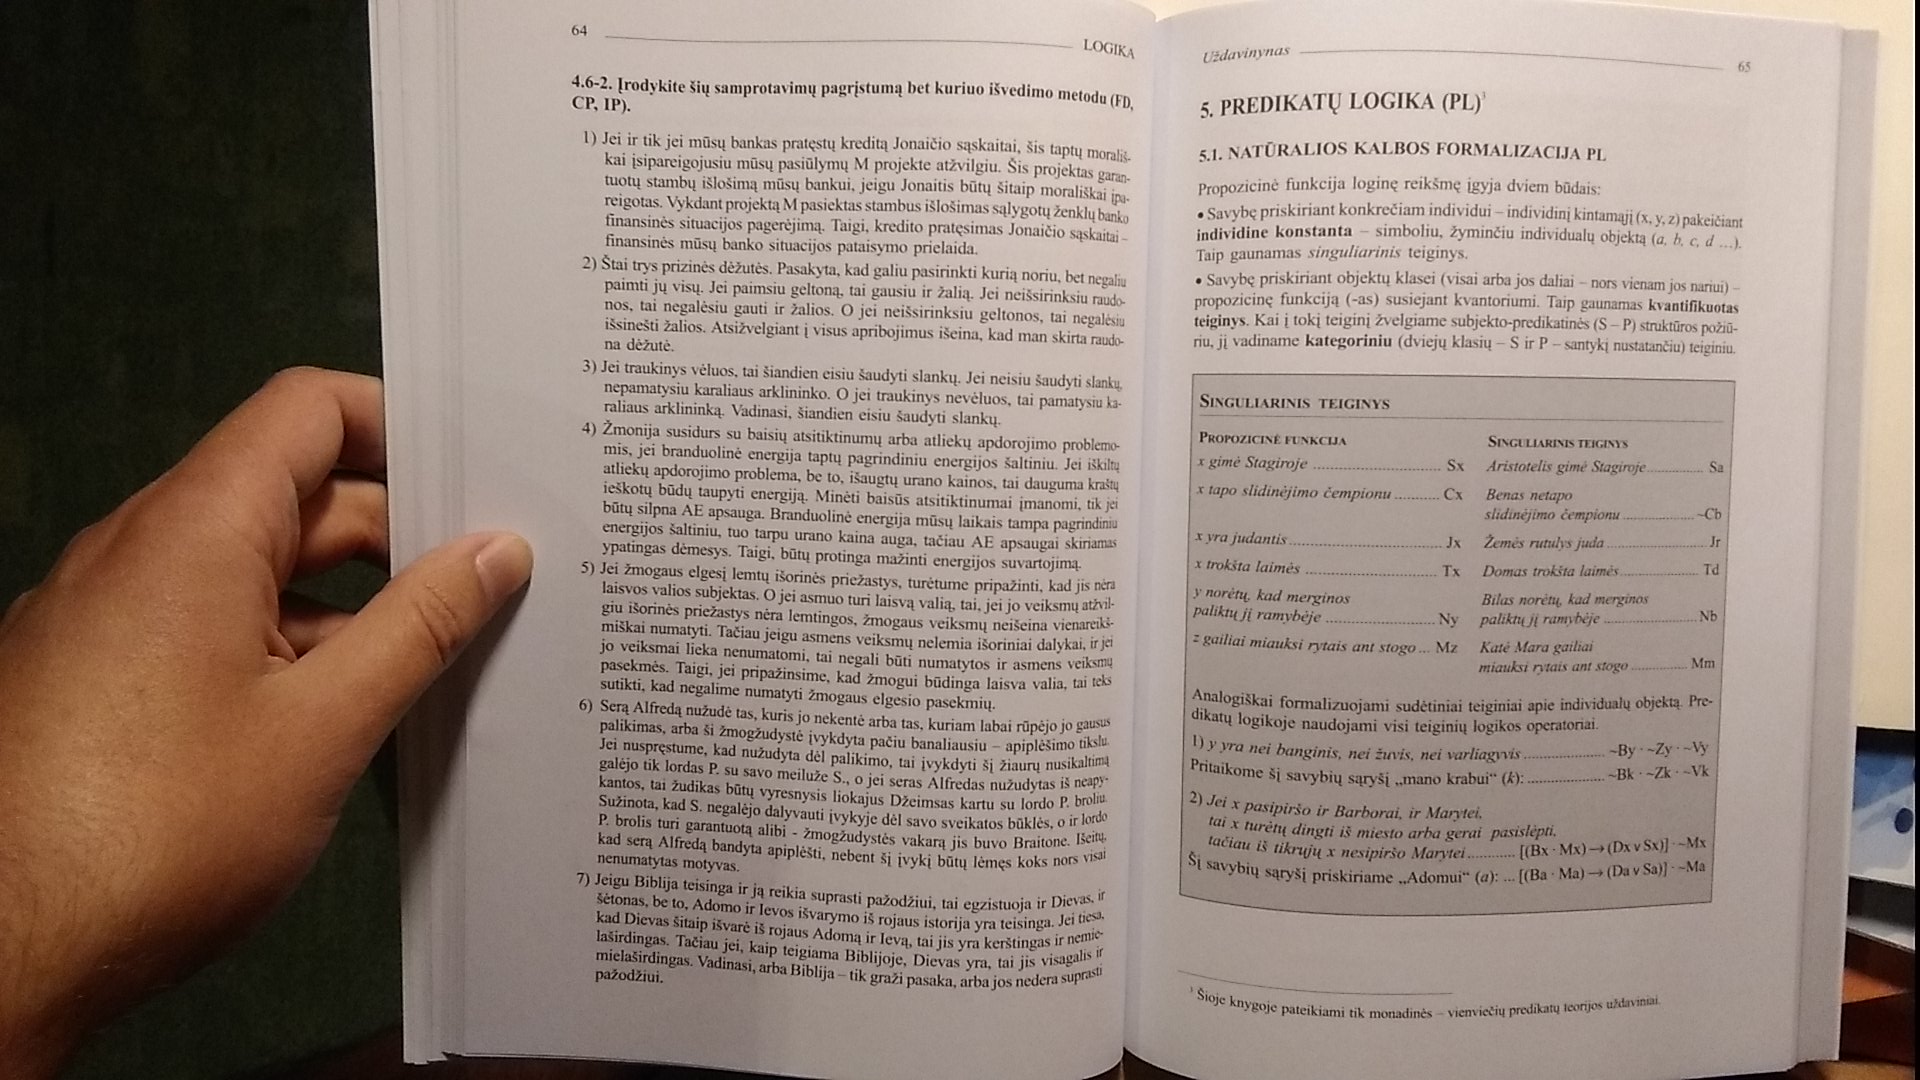 64
LOGIKA
4.6-2. Įrodykite šių samprotavimų pagrįstumą bet kuriuo išvedimo metodu (FD,
CP, IP).
1) Jei ir tik jei mūsų bankas pratęstų kreditą Jonaičio sąskaitai, šis taptų morališ-
kai įsipareigojusiu mūsų pasiūlymų M projekte atžvilgiu. Šis projektas garan-
tuotų stambų išlošimą mūsų bankui, jeigu Jonaitis būtų šitaip morališkai įpa-
reigotas. Vykdant projektą M pasiektas stambus išlošimas sąlygotų ženklų banko
finansinės situacijos pagerėjimą. Taigi, kredito pratęsimas Jonaičio sąskaitai –
finansinės mūsų banko situacijos pataisymo prielaida.
2) Štai trys prizinės dėžutės. Pasakyta, kad galiu pasirinkti kurią noriu, bet negaliu
paimti jų visų. Jei paimsiu geltoną, tai gausiu ir žalią. Jei neišsirinksiu raudo-
nos, tai negalėsiu gauti ir žalios. O jei neišsirinksiu geltonos, tai negalėsiu
išsinešti žalios. Atsižvelgiant į visus apribojimus išeina, kad man skirta raudo-
na dėžutė.
3) Jei traukinys vėluos, tai šiandien eisiu šaudyti slankų. Jei neisiu šaudyti slankų,
nepamatysiu karaliaus arklininko. O jei traukinys nevėluos, tai pamatysiu ka-
raliaus arklininką. Vadinasi, šiandien eisiu šaudyti slankų.
4) Žmonija susidurs su baisių atsitiktinumų arba atliekų apdorojimo problemo-
mis, jei branduolinė energija taptų pagrindiniu energijos šaltiniu. Jei iškiltų
atliekų apdorojimo problema, be to, išaugtų urano kainos, tai dauguma kraštų
ieškotų būdų taupyti energiją. Minėti baisūs atsitiktinumai įmanomi, tik jei
būtų silpna AE apsauga. Branduolinė energija mūsų laikais tampa pagrindiniu
energijos šaltiniu, tuo tarpu urano kaina auga, tačiau AE apsaugai skiriamas
ypatingas dėmesys. Taigi, būtų protinga mažinti energijos suvartojimą.
5) Jei žmogaus elgesį lemtų išorinės priežastys, turėtume pripažinti, kad jis nėra
laisvos valios subjektas. O jei asmuo turi laisvą valią, tai, jei jo veiksmų atžvil-
giu išorinės priežastys nėra lemtingos, žmogaus veiksmų neišeina vienareikš-
miškai numatyti. Tačiau jeigu asmens veiksmų nelemia išoriniai dalykai, ir jei
jo veiksmai lieka nenumatomi, tai negali būti numatytos ir asmens veiksmų
pasekmės. Taigi, jei pripažinsime, kad žmogui būdinga laisva valia, tai teks
sutikti, kad negalime numatyti žmogaus elgesio pasekmių.
6) Serą Alfredą nužudė tas, kuris jo nekentė arba tas, kuriam labai rūpėjo jo gausus
palikimas, arba ši žmogžudystė įvykdyta pačiu banaliausiu – apiplėšimo tikslu.
Jei nuspręstume, kad nužudyta dėl palikimo, tai įvykdyti šį žiaurų nusikaltimą
galėjo tik lordas P. su savo meiluže S., o jei seras Alfredas nužudytas iš neapy-
kantos, tai žudikas būtų vyresnysis liokajus Džeimsas kartu su lordo P. broliu.
Sužinota, kad S. negalėjo dalyvauti įvykyje dėl savo sveikatos būklės, o ir lordo
P. brolis turi garantuotą alibi - žmogžudystės vakarą jis buvo Braitone. Išeitų,
kad serą Alfredą bandyta apiplėšti, nebent šį įvykį būtų lėmęs koks nors visai
nenumatytas motyvas.
7) Jeigu Biblija teisinga ir ją reikia suprasti pažodžiui, tai egzistuoja ir Dievas, ir
šėtonas, be to, Adomo ir Ievos išvarymo iš rojaus istorija yra teisinga. Jei tiesa,
kad Dievas šitaip išvarė iš rojaus Adomą ir Ievą, tai jis yra kerštingas ir nemie-
laširdingas. Tačiau jei, kaip teigiama Biblijoje, Dievas yra, tai jis visagalis ir
mielaširdingas. Vadinasi, arba Biblija – tik graži pasaka, arba jos nedera suprasti
pažodžiui.
Uždavinynas
65
5. PREDIKATŲ LOGIKA (PL)³
5.1. NATŪRALIOS KALBOS FORMALIZACIJA PL
Propozicinė funkcija loginę reikšmę įgyja dviem būdais:
• Savybę priskiriant konkrečiam individui – individinį kintamąjį (x, y, z) pakeičiant
individine konstanta – simboliu, žyminčiu individualų objektą (a, b, c, d ...).
Taip gaunamas singuliarinis teiginys.
• Savybę priskiriant objektų klasei (visai arba jos daliai – nors vienam jos nariui) –
propozicinę funkciją (-as) susiejant kvantoriumi. Taip gaunamas kvantifikuotas
teiginys. Kai į tokį teiginį žvelgiame subjekto-predikatinės (S – P) struktūros požiū-
riu, jį vadiname kategoriniu (dviejų klasių – S ir P – santykį nustatančiu) teiginiu.
SINGULIARINIS TEIGINYS
PROPOZICINĖ FUNKCIJA SINGULIARINIS TEIGINYS
x gimė Stagiroje ............ Sx Aristotelis gimė Stagiroje ............ Sa
x tapo slidinėjimo čempionu ............ Cx Benas netapo
slidinėjimo čempionu ............ ~Cb
x yra judantis ............ Jx Žemės rutulys juda ............ Jr
x trokšta laimės ............ Tx Domas trokšta laimės ............ Td
y norėtų, kad merginos
paliktų jį ramybėje ............ Ny Bilas norėtų, kad merginos
paliktų jį ramybėje ............ Nb
z gailiai miauksi rytais ant stogo ... Mz Katė Mara gailiai
miauksi rytais ant stogo ............ Mm
Analogiškai formalizuojami sudėtiniai teiginiai apie individualų objektą. Pre-
dikatų logikoje naudojami visi teiginių logikos operatoriai.
1) y yra nei banginis, nei žuvis, nei varliagyvis ............ ~By · ~Zy · ~Vy
Pritaikome šį savybių sąryšį „mano krabui“ (k): ............ ~Bk · ~Zk · ~Vk
2) Jei x pasipiršo ir Barborai, ir Marytei,
tai x turėtų dingti iš miesto arba gerai pasislėpti,
tačiau iš tikrųjų x nesipiršo Marytei ............ [(Bx · Mx) → (Dx v Sx)] · ~Mx
Šį savybių sąryšį priskiriame „Adomui“ (a): ... [(Ba · Ma) → (Da v Sa)] · ~Ma
³ Šioje knygoje pateikiami tik monadinės – vienviečių predikatų teorijos uždaviniai.